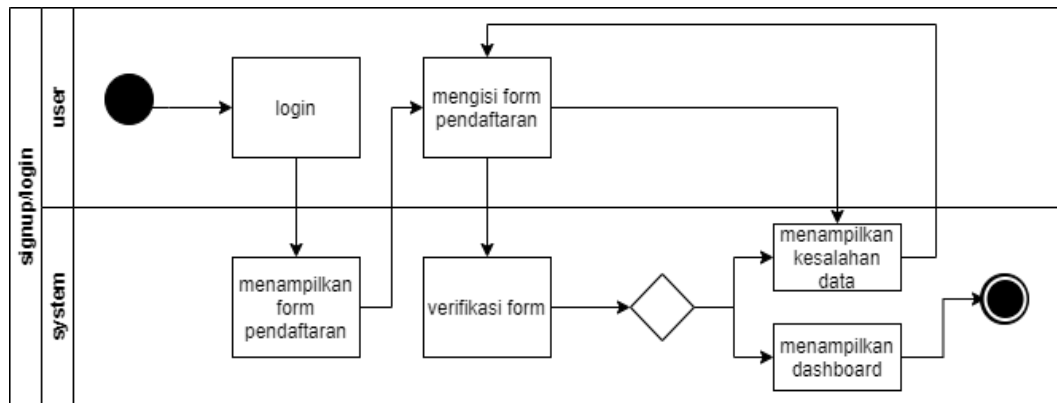 signup/login
user
login
mengisi form
pendaftaran
system
menampilkan
form
pendaftaran
verifikasi form
menampilkan
kesalahan
data
menampilkan
dashboard